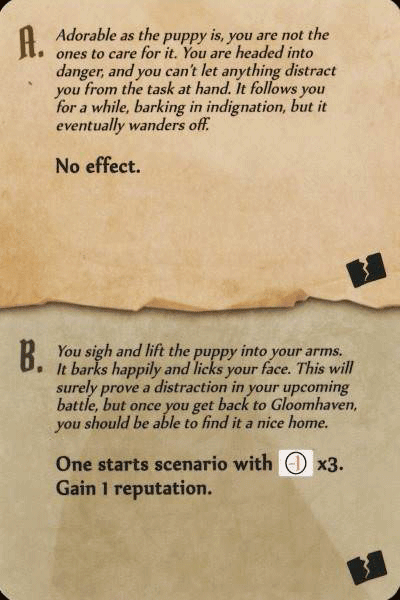 A.
Adorable as the puppy is, you are not the
ones to care for it. You are headed into
danger, and you can't let anything distract
you from the task at hand. It follows you
for a while, barking in indignation, but it
eventually wanders off.
No effect.
B.
You sigh and lift the puppy into your arms.
It barks happily and licks your face. This will
surely prove a distraction in your upcoming
battle, but once you get back to Gloomhaven,
you should be able to find it a nice home.
One starts scenario with -1 x3.
Gain 1 reputation.